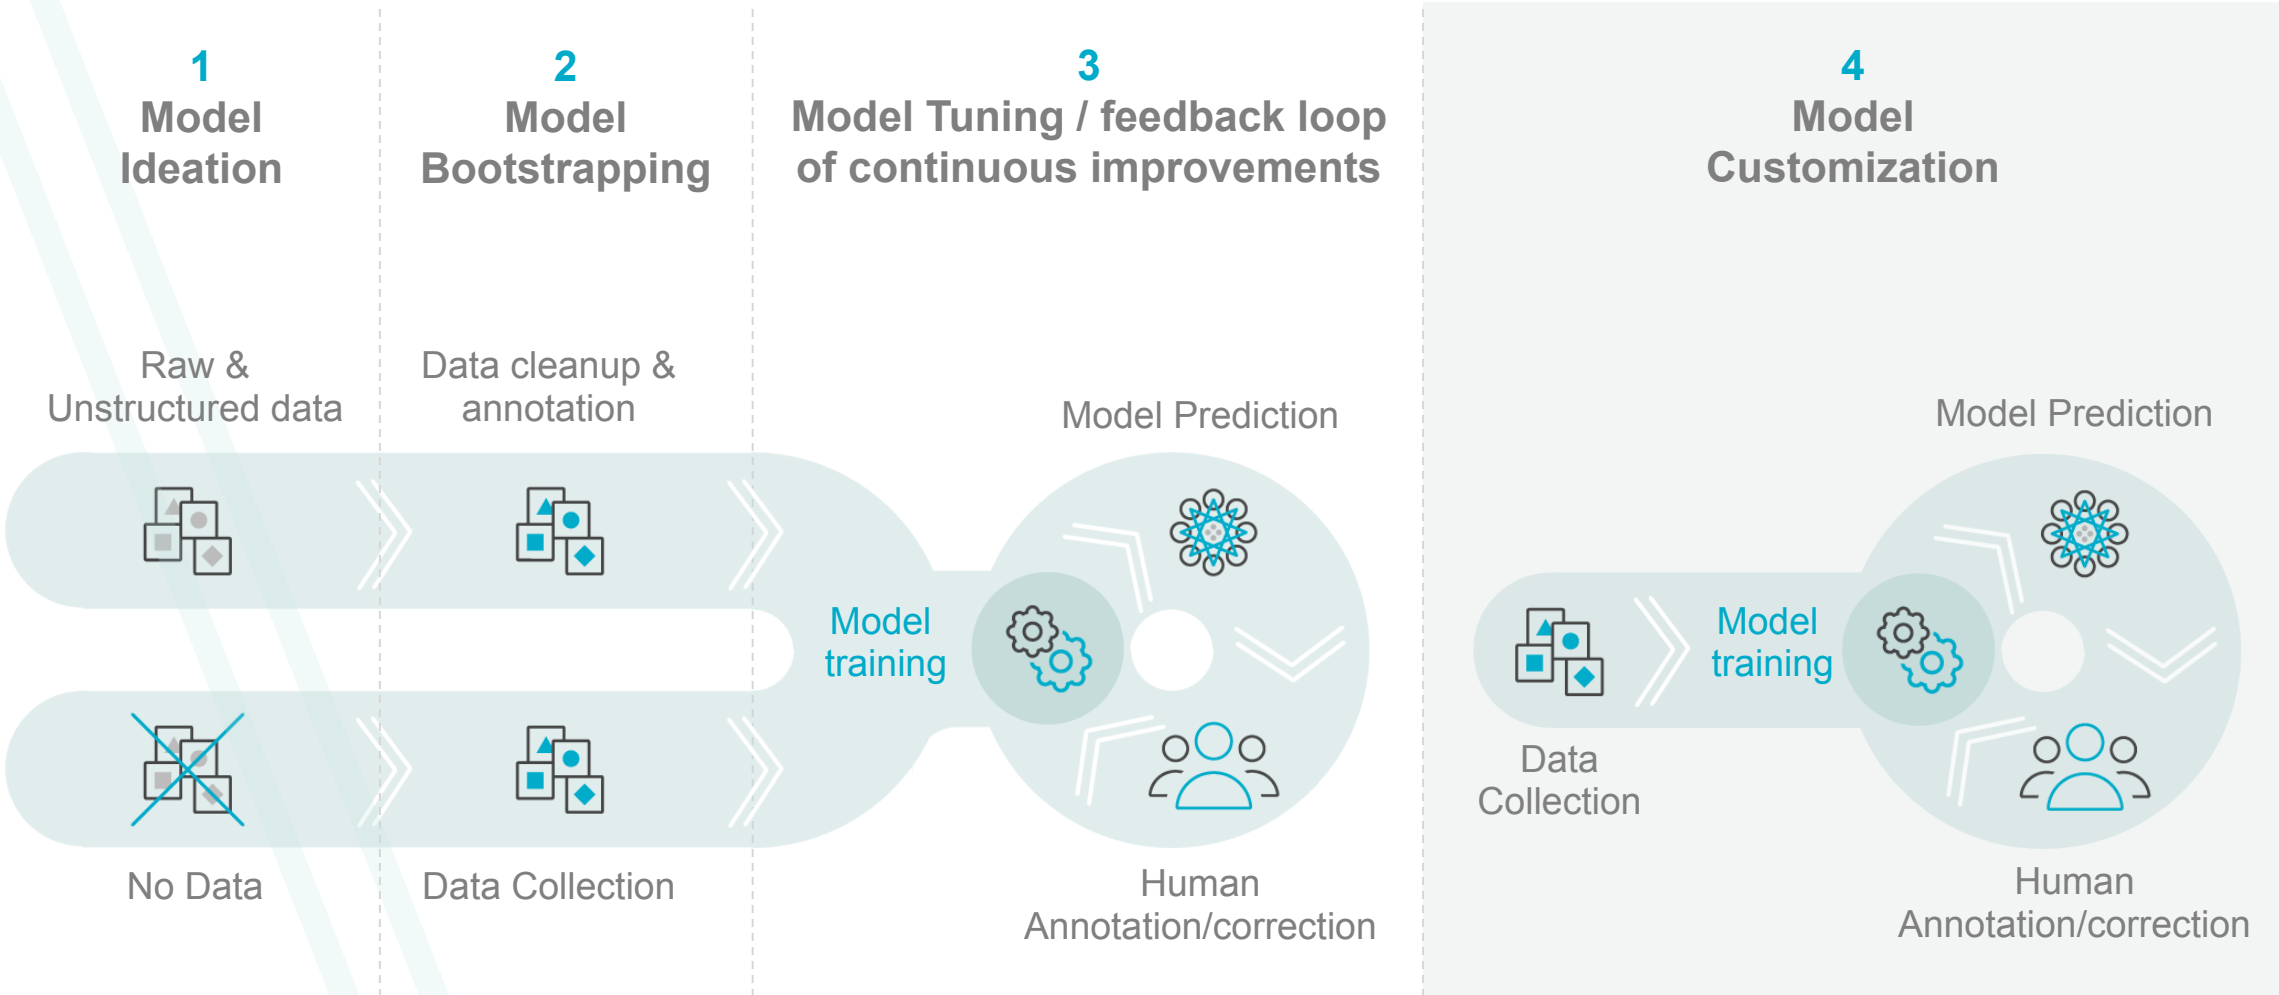 1
Model
Ideation
2
Model
Bootstrapping
3
Model Tuning / feedback loop
of continuous improvements
4
Model
Customization
Raw &
Unstructured data
Data cleanup &
annotation
Model Prediction
Model
training
No Data
Data Collection
Human
Annotation/correction
Model Prediction
Model
training
Data
Collection
Human
Annotation/correction